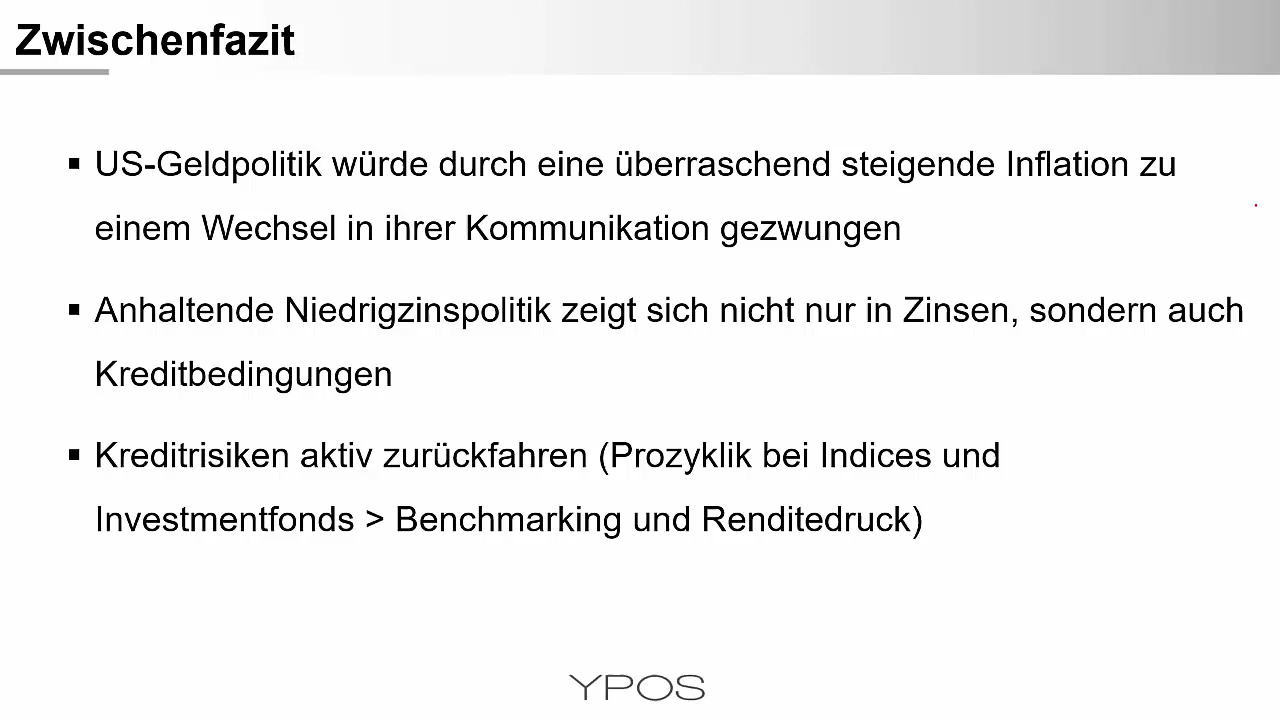 Zwischenfazit
▪ US-Geldpolitik würde durch eine überraschend steigende Inflation zu
einem Wechsel in ihrer Kommunikation gezwungen
▪ Anhaltende Niedrigzinspolitik zeigt sich nicht nur in Zinsen, sondern auch
Kreditbedingungen
▪ Kreditrisiken aktiv zurückfahren (Prozyklik bei Indices und
Investmentfonds > Benchmarking und Renditedruck)
YPOS